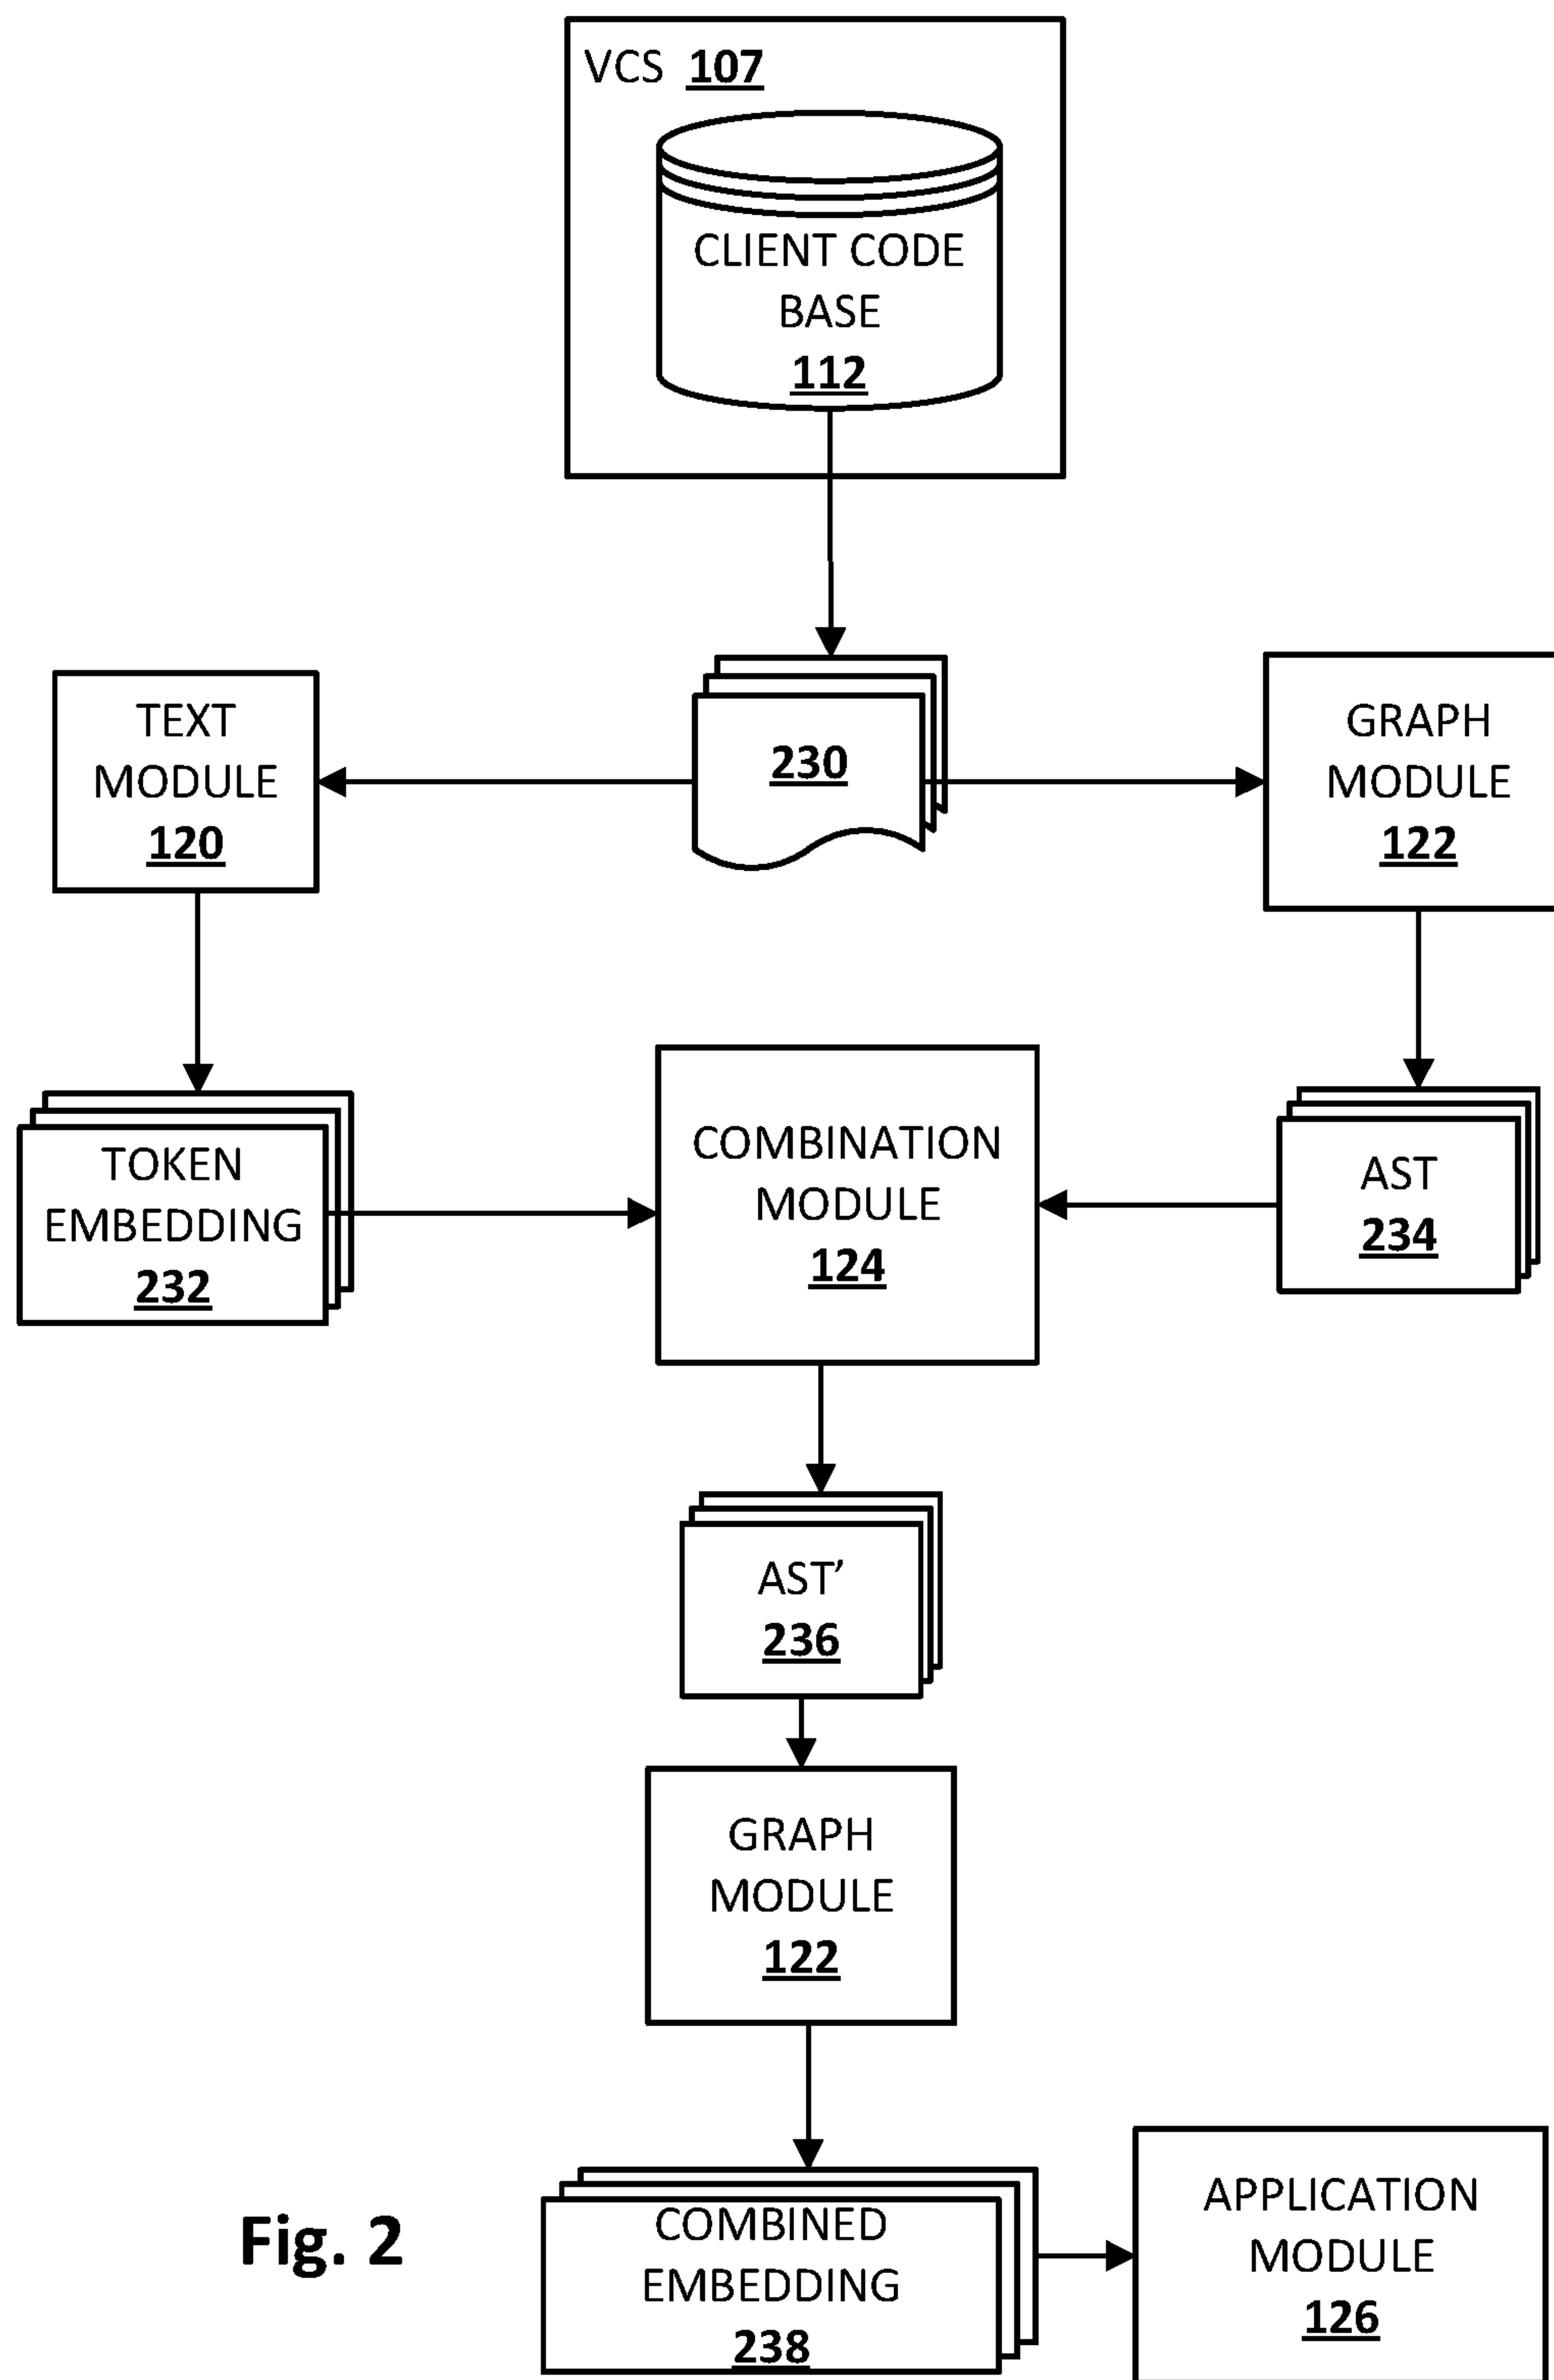 VCS 107
CLIENT CODE
BASE
112
230
TEXT
MODULE
120
GRAPH
MODULE
122
TOKEN
EMBEDDING
232
COMBINATION
MODULE
124
AST
234
AST’
236
GRAPH
MODULE
122
COMBINED
EMBEDDING
238
APPLICATION
MODULE
126
Fig. 2